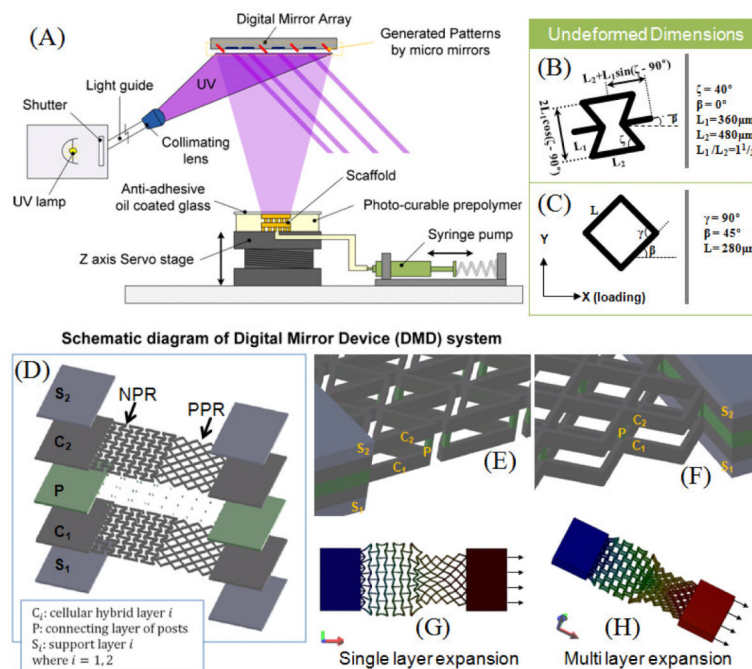 (A)
Digital Mirror Array
Generated Patterns
by micro mirrors
UV
Light guide
Shutter
Collimating
lens
UV lamp
Anti-adhesive
oil coated glass
Scaffold
Photo-curable prepolymer
Syringe pump
Z axis Servo stage
Schematic diagram of Digital Mirror Device (DMD) system
Undeformed Dimensions
(B)
L₂+L₁sin(ζ - 90°)
2L₁cos(ζ-90°)
L₁
L₂
ζ
β
ζ = 40°
β = 0°
L₁=360μm
L₂=480μm
(C)
L
γ
β
Y
X (loading)
γ = 90°
β = 45°
L = 280μm
(D)
NPR
PPR
S₂
C₂
P
C₁
S₁
Cᵢ: cellular hybrid layer i
P: connecting layer of posts
Sᵢ: support layer i
where i = 1,2
(E)
S₂
C₂
P
C₁
S₁
(F)
C₂
P
C₁
S₂
S₁
(G)
Single layer expansion
(H)
Multi layer expansion